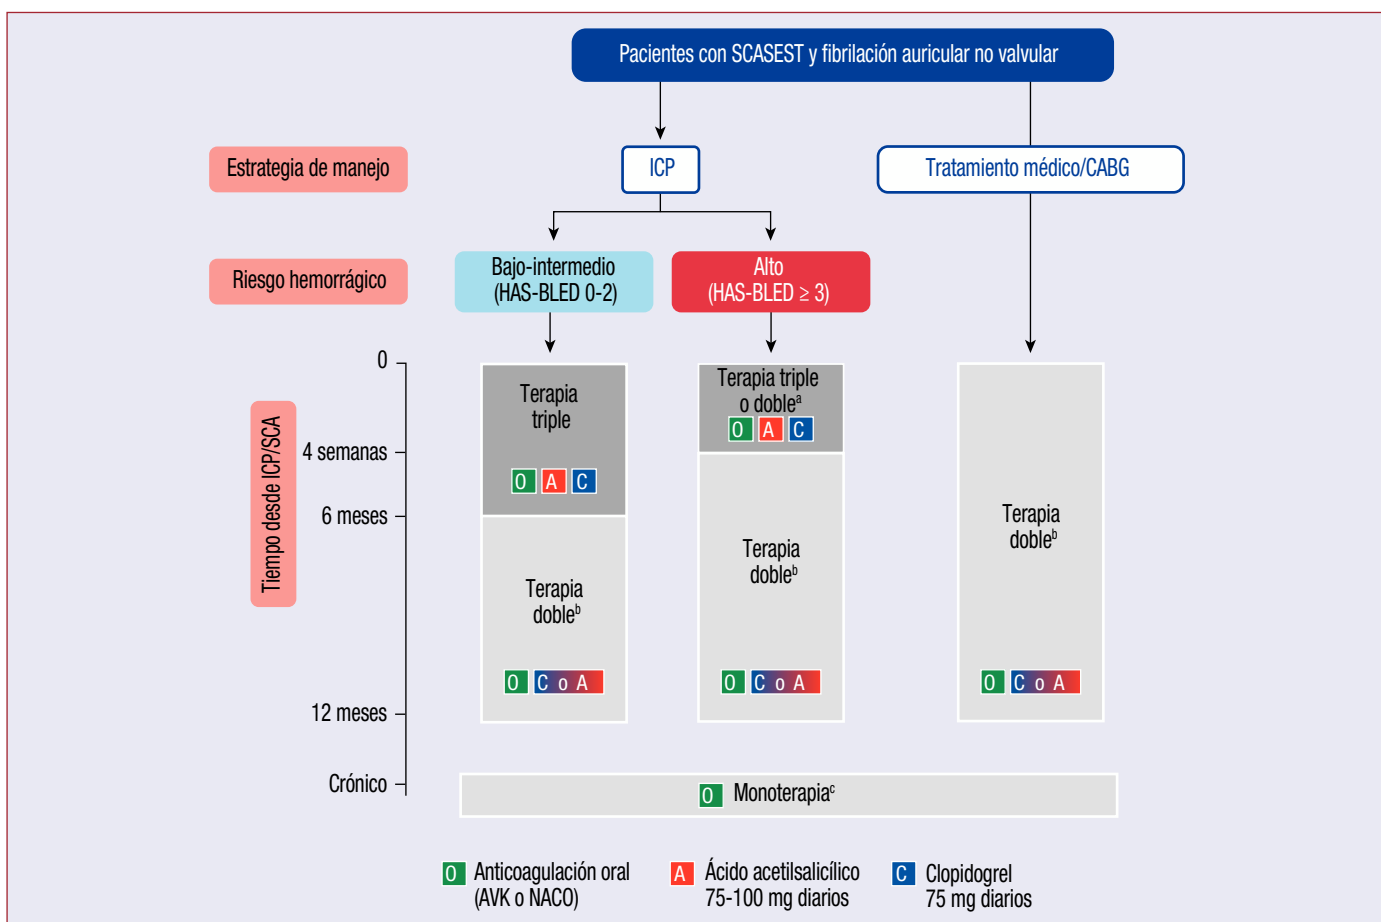 Pacientes con SCASEST y fibrilación auricular no valvular
Estrategia de manejo
ICP
Tratamiento médico/CABG
Riesgo hemorrágico
Bajo-intermedio
(HAS-BLED 0-2)
Alto
(HAS-BLED ≥ 3)
Tiempo desde ICP/SCA
0
4 semanas
6 meses
12 meses
Crónico
Terapia
triple
O A C
Terapia
dobleᵇ
O C o A
Terapia triple
o dobleᵃ
O A C
Terapia
dobleᵇ
O C o A
Terapia
dobleᵇ
O C o A
O Monoterapiaᶜ
O Anticoagulación oral
(AVK o NACO)
A Ácido acetilsalicílico
75-100 mg diarios
C Clopidogrel
75 mg diarios